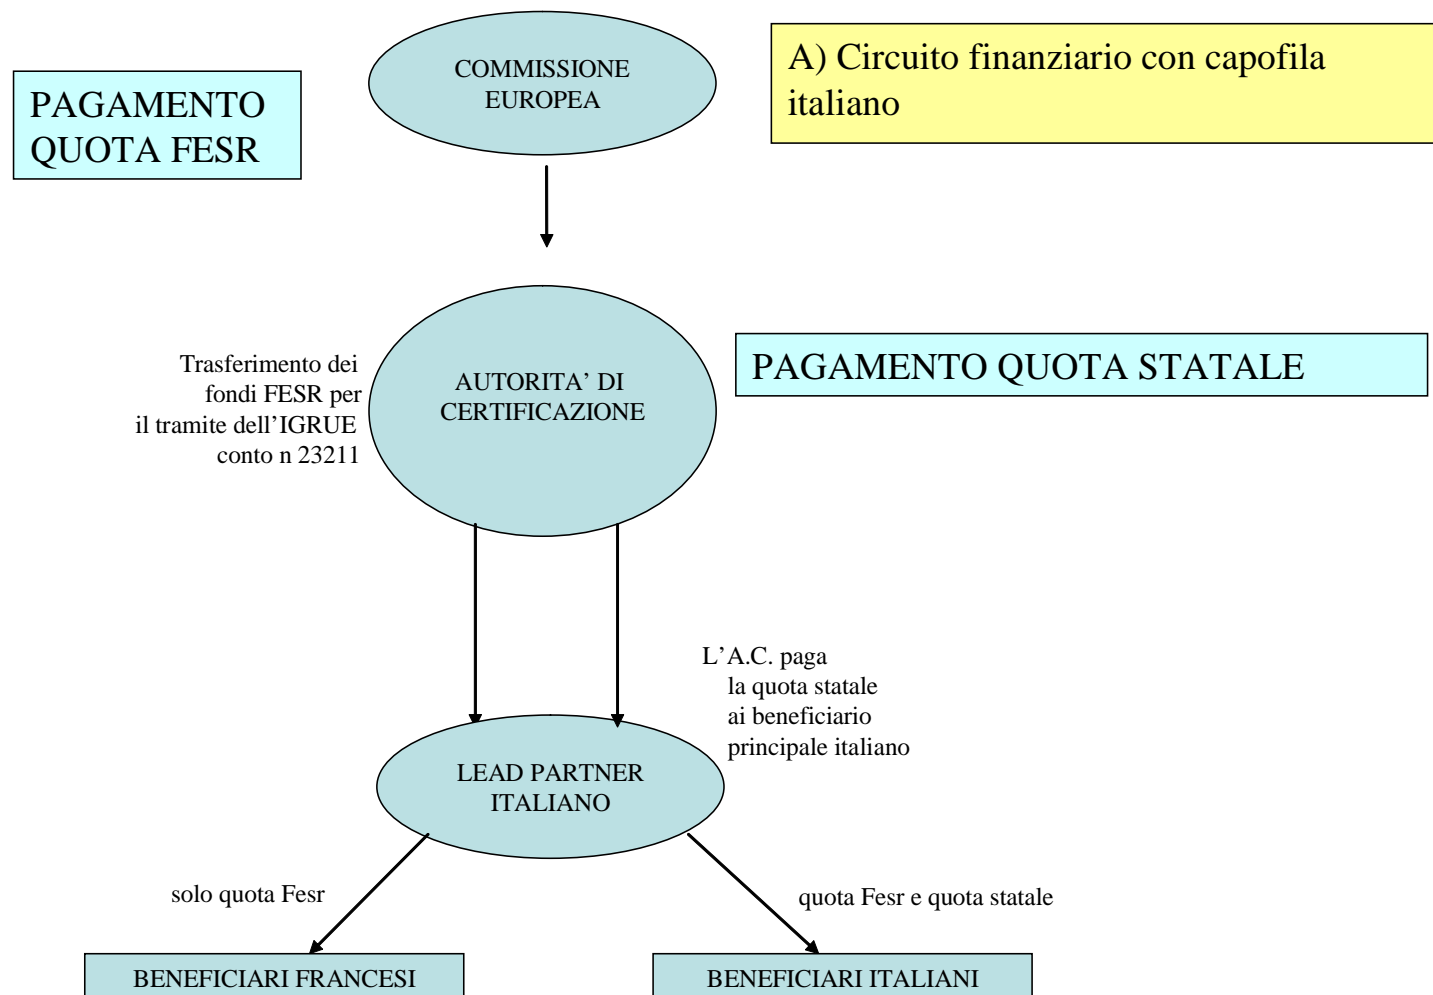 COMMISSIONE
EUROPEA
A) Circuito finanziario con capofila
italiano
PAGAMENTO
QUOTA FESR
Trasferimento dei
fondi FESR per
il tramite dell’IGRUE
conto n 23211
AUTORITA’ DI
CERTIFICAZIONE
PAGAMENTO QUOTA STATALE
L’A.C. paga
la quota statale
ai beneficiario
principale italiano
LEAD PARTNER
ITALIANO
solo quota Fesr
quota Fesr e quota statale
BENEFICIARI FRANCESI
BENEFICIARI ITALIANI